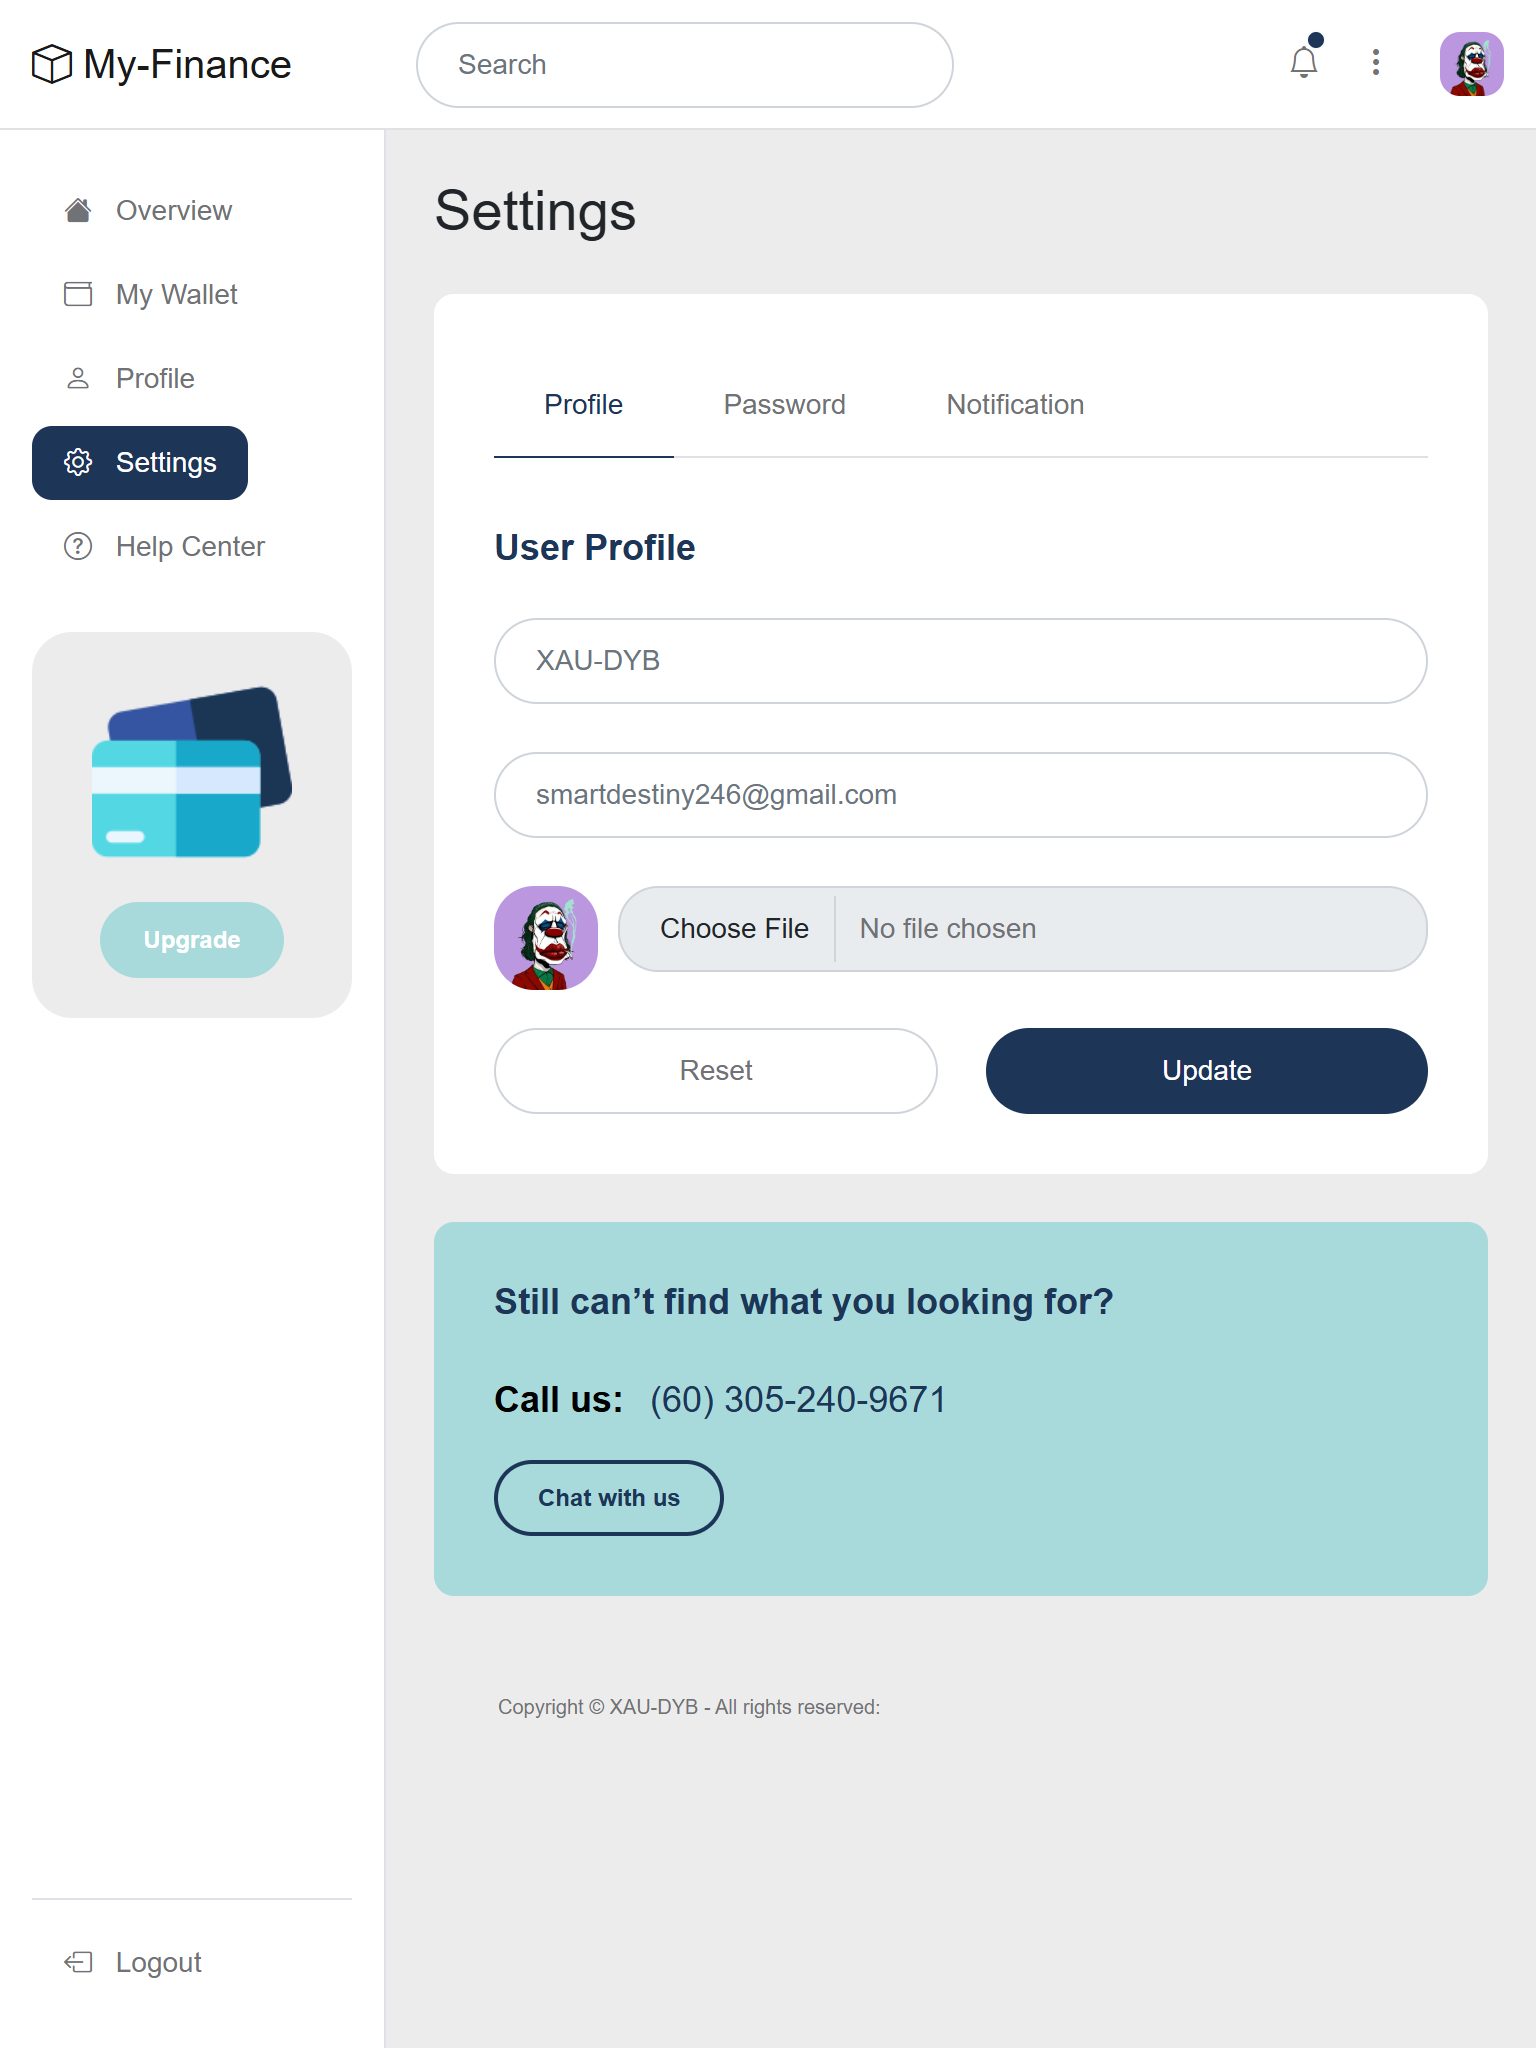 My-Finance
Search
Overview
My Wallet
Profile
Settings
Help Center
Upgrade
Logout
Settings
Profile Password Notification
User Profile
XAU-DYB
smartdestiny246@gmail.com
Choose File No file chosen
Reset Update
Still can’t find what you looking for?
Call us: (60) 305-240-9671
Chat with us
Copyright © XAU-DYB - All rights reserved: